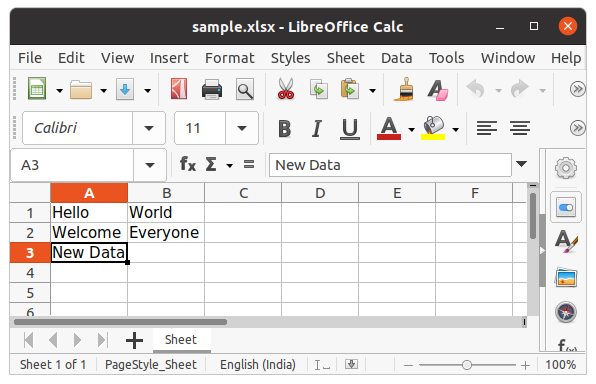 sample.xlsx - LibreOffice Calc
File Edit View Insert Format Styles Sheet Data Tools Window Help
Calibri 11 B I U A
A3 fx Σ = New Data
A B C D E F
1 Hello World
2 Welcome Everyone
3 New Data
4
5
6
Sheet
Sheet 1 of 1 PageStyle_Sheet English (India) 100%